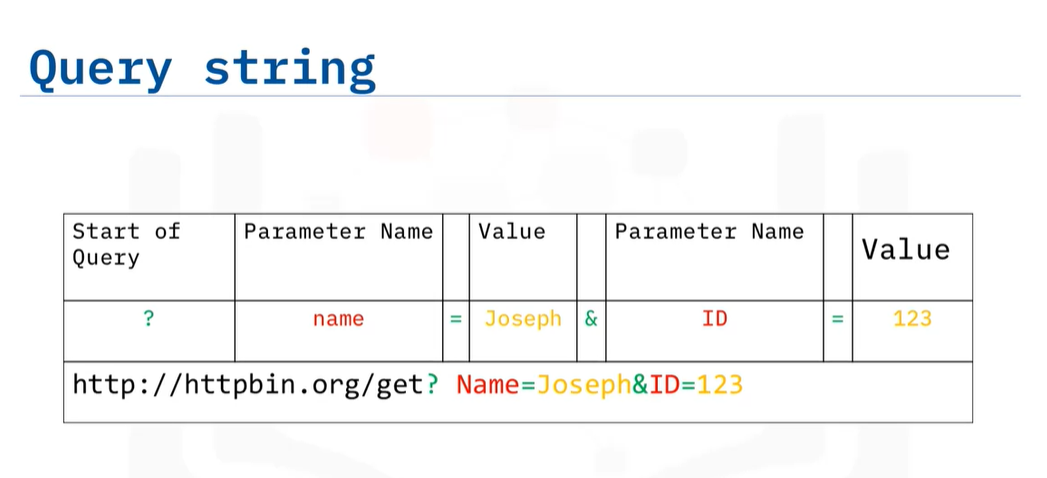 Query string
Start of Query Parameter Name Value Parameter Name Value
? name = Joseph & ID = 123
http://httpbin.org/get? Name=Joseph&ID=123